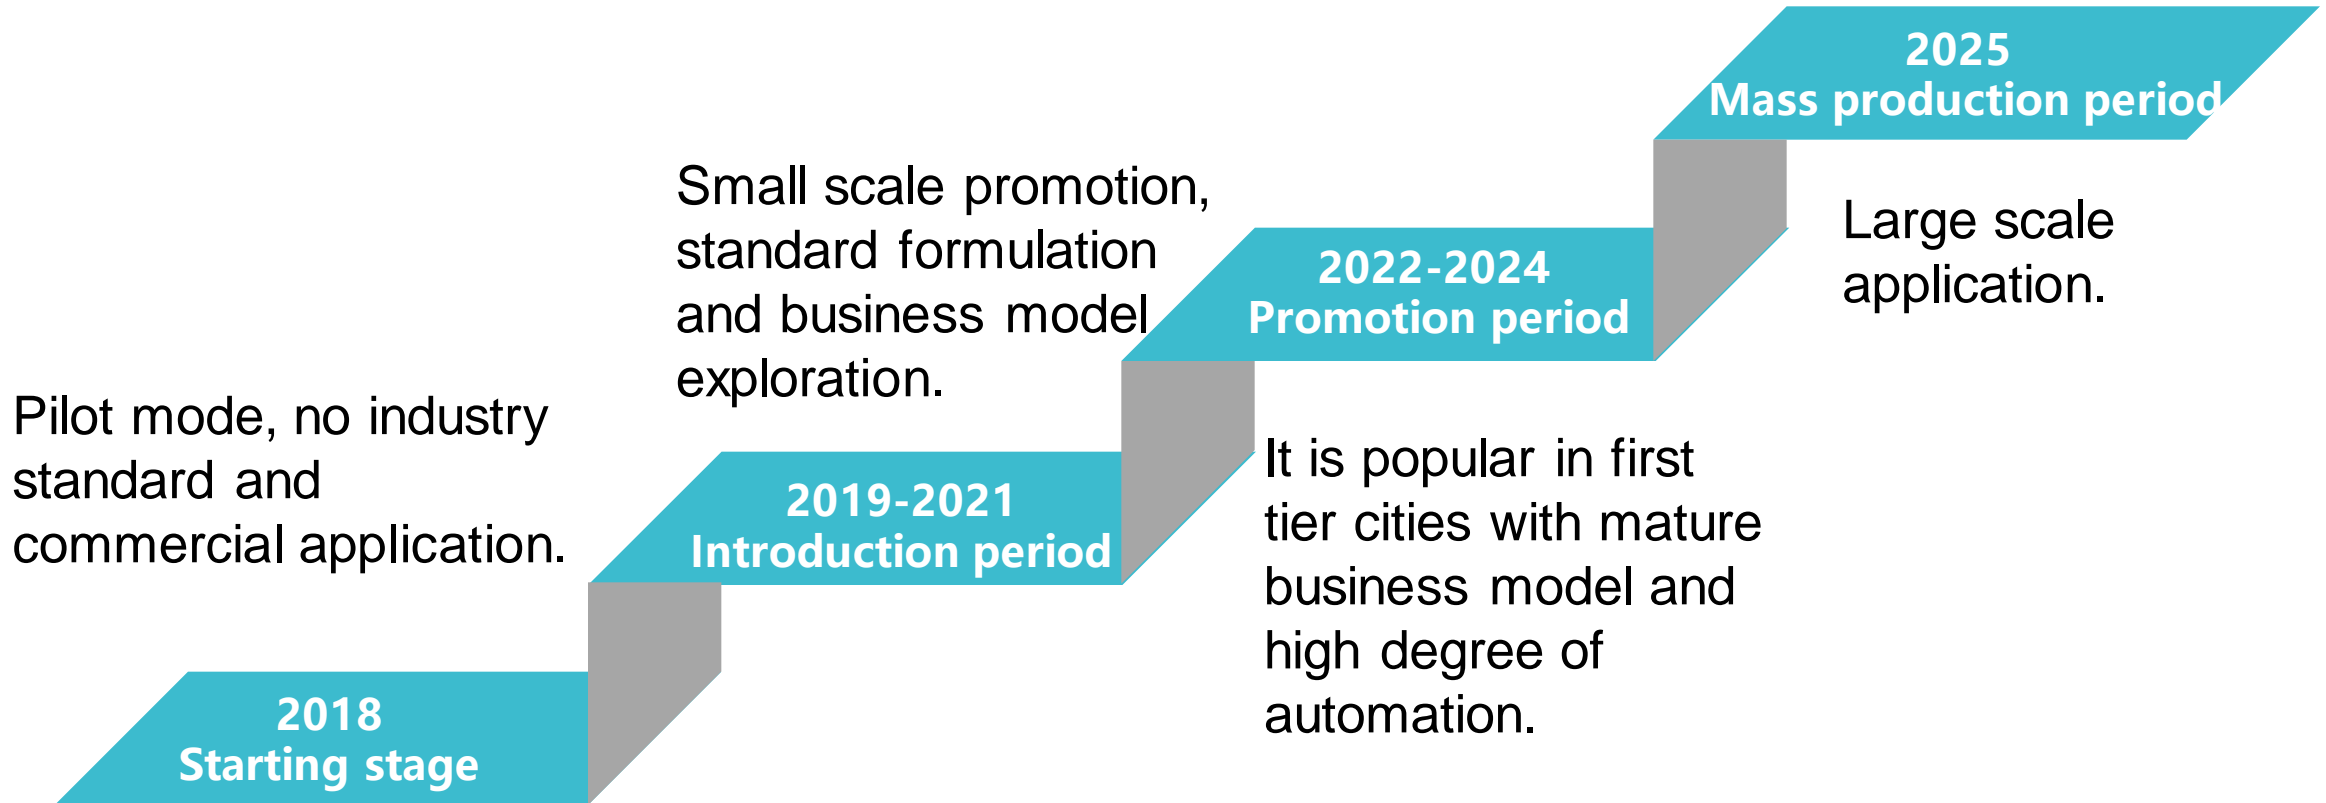 2018
Starting stage
Pilot mode, no industry
standard and
commercial application.
2019-2021
Introduction period
Small scale promotion,
standard formulation
and business model
exploration.
2022-2024
Promotion period
It is popular in first
tier cities with mature
business model and
high degree of
automation.
2025
Mass production period
Large scale
application.